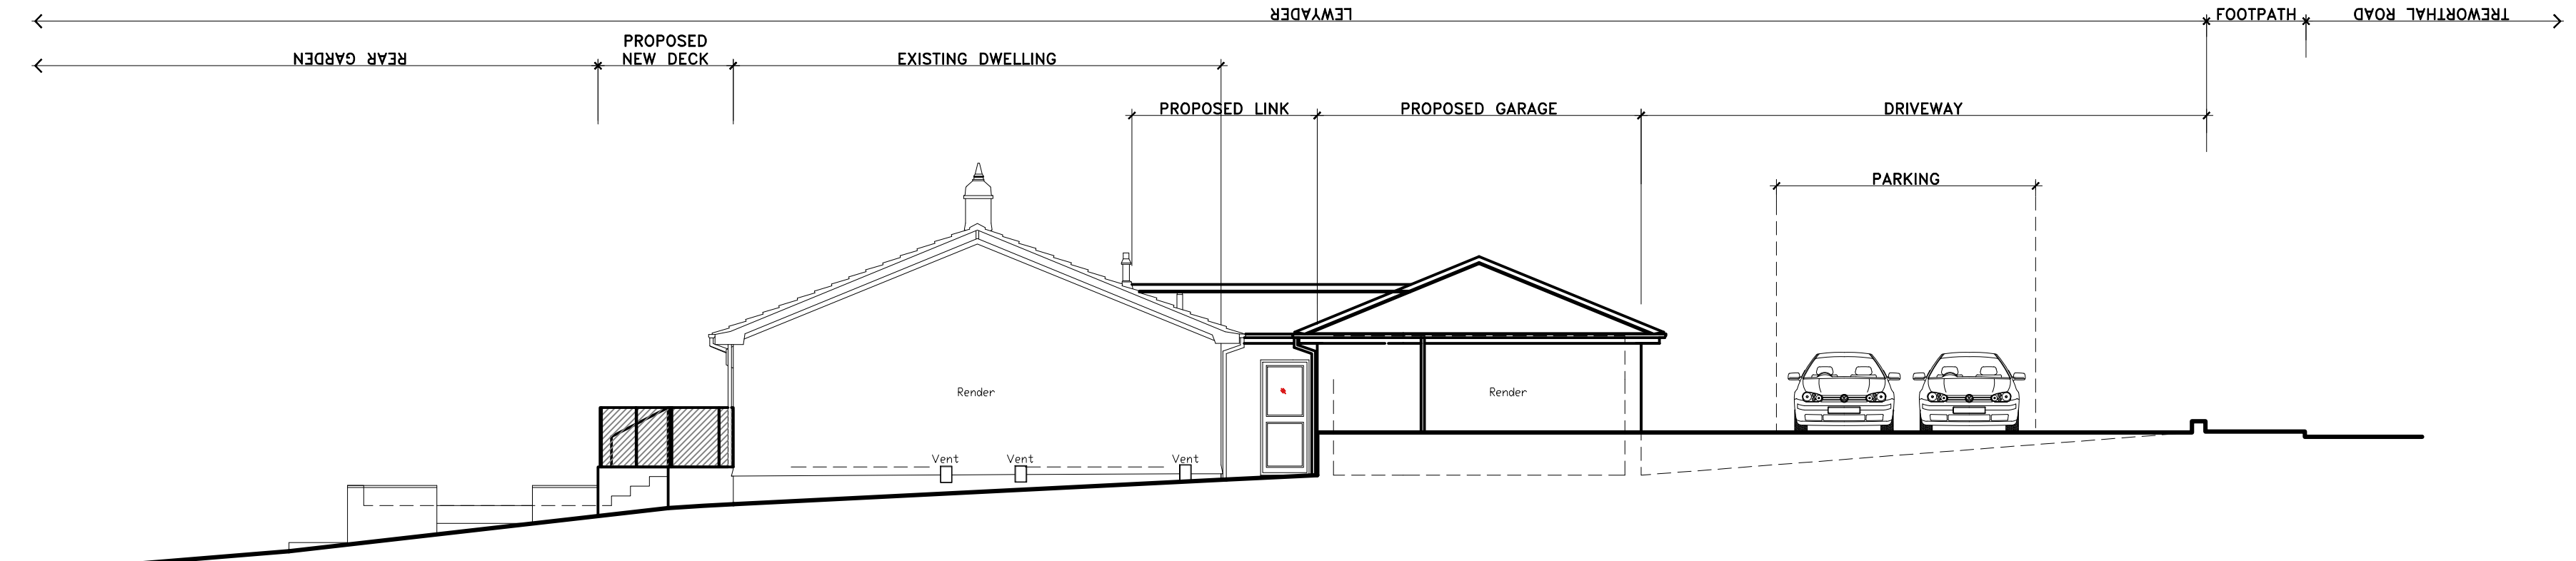 LEWYADER
FOOTPATH
TREWORTHAL ROAD
REAR GARDEN
PROPOSED
NEW DECK
EXISTING DWELLING
PROPOSED LINK
PROPOSED GARAGE
DRIVEWAY
PARKING
Render
Render
Vent
Vent
Vent